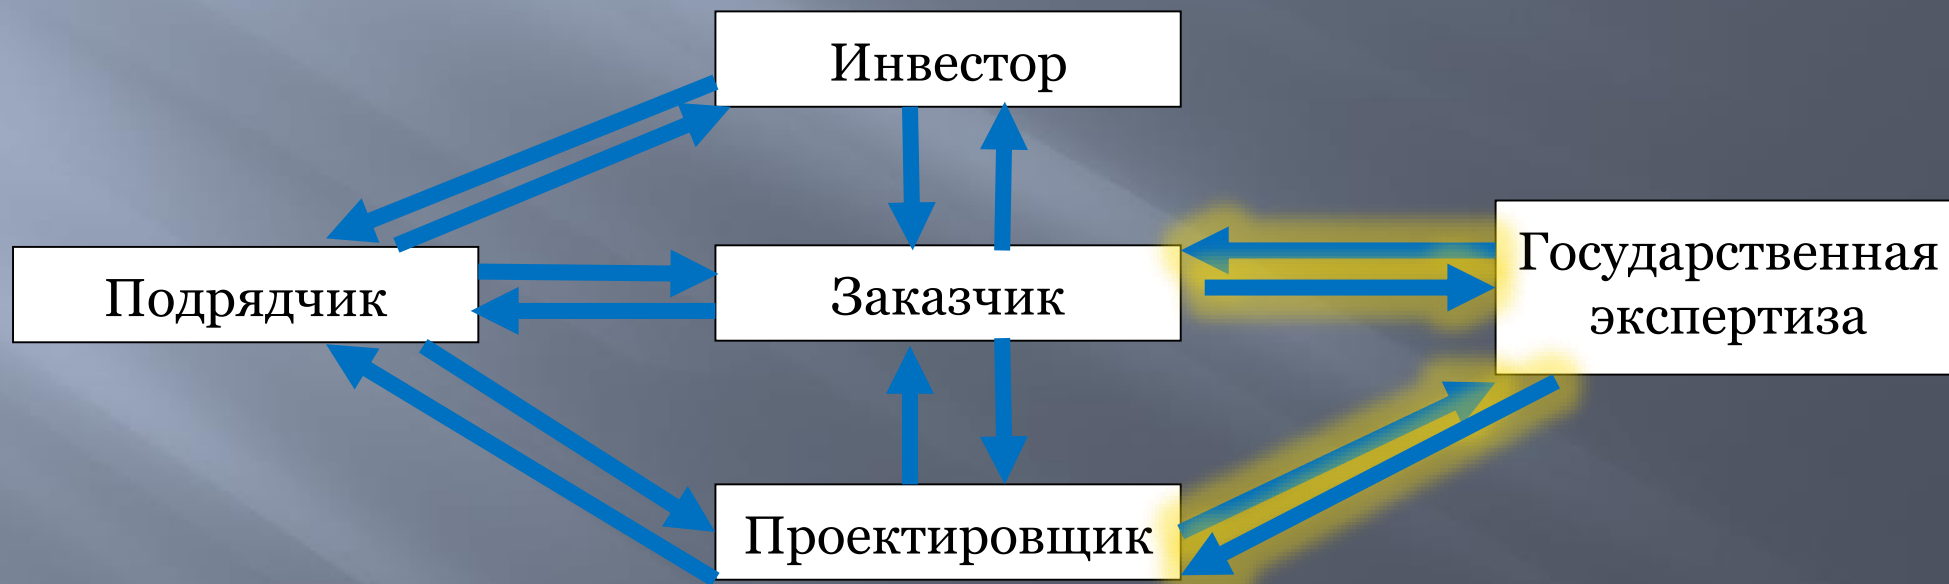 Инвестор
Подрядчик
Заказчик
Государственная
экспертиза
Проектировщик